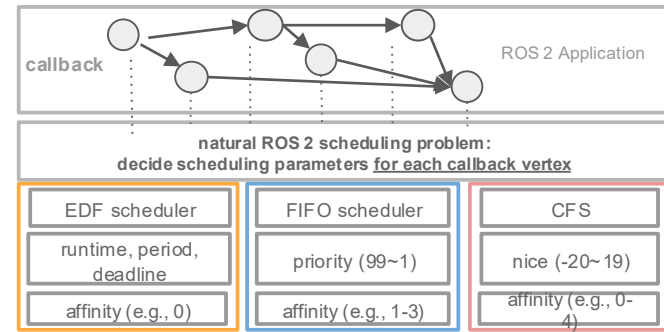 callback
ROS 2 Application
natural ROS 2 scheduling problem:
decide scheduling parameters for each callback vertex
EDF scheduler
FIFO scheduler
CFS
runtime, period,
deadline
priority (99~1)
nice (-20~ 19)
affinity (e.g., 0)
affinity (e.g., 1-3)
affinity (e.g., 0-
4)